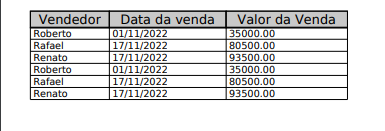 Vendedor Data da venda Valor da Venda
Roberto 01/11/2022 35000.00
Rafael 17/11/2022 80500.00
Renato 17/11/2022 93500.00
Roberto 01/11/2022 35000.00
Rafael 17/11/2022 80500.00
Renato 17/11/2022 93500.00